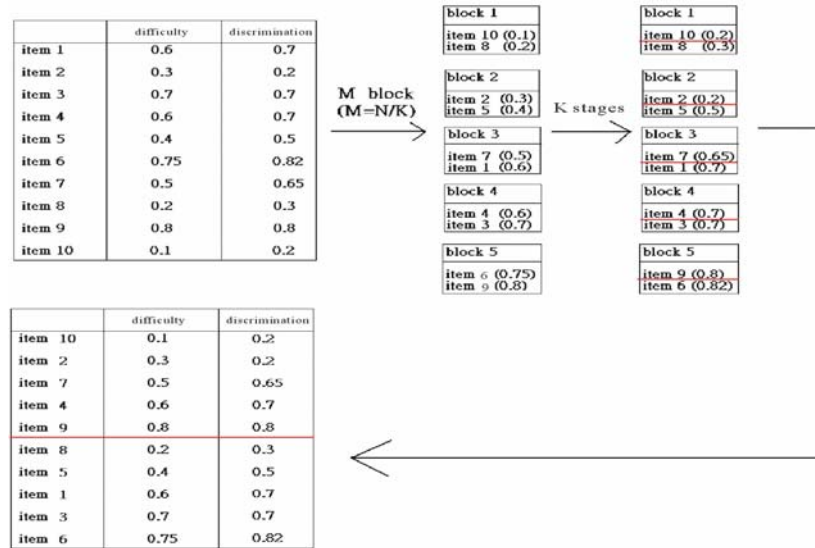 difficulty discrimination
item 1 0.6 0.7
item 2 0.3 0.2
item 3 0.7 0.7
item 4 0.6 0.7
item 5 0.4 0.5
item 6 0.75 0.82
item 7 0.5 0.65
item 8 0.2 0.3
item 9 0.8 0.8
item 10 0.1 0.2
M block
(M=N/K)
block 1
item 10 (0.1)
item 8 (0.2)
block 2
item 2 (0.3)
item 5 (0.4)
block 3
item 7 (0.5)
item 1 (0.6)
block 4
item 4 (0.6)
item 3 (0.7)
block 5
item 6 (0.75)
item 9 (0.8)
K stages
block 1
item 10 (0.2)
item 8 (0.3)
block 2
item 2 (0.2)
item 5 (0.5)
block 3
item 7 (0.65)
item 1 (0.7)
block 4
item 4 (0.7)
item 3 (0.7)
block 5
item 9 (0.8)
item 6 (0.82)
difficulty discrimination
item 10 0.1 0.2
item 2 0.3 0.2
item 7 0.5 0.65
item 4 0.6 0.7
item 9 0.8 0.8
item 8 0.2 0.3
item 5 0.4 0.5
item 1 0.6 0.7
item 3 0.7 0.7
item 6 0.75 0.82